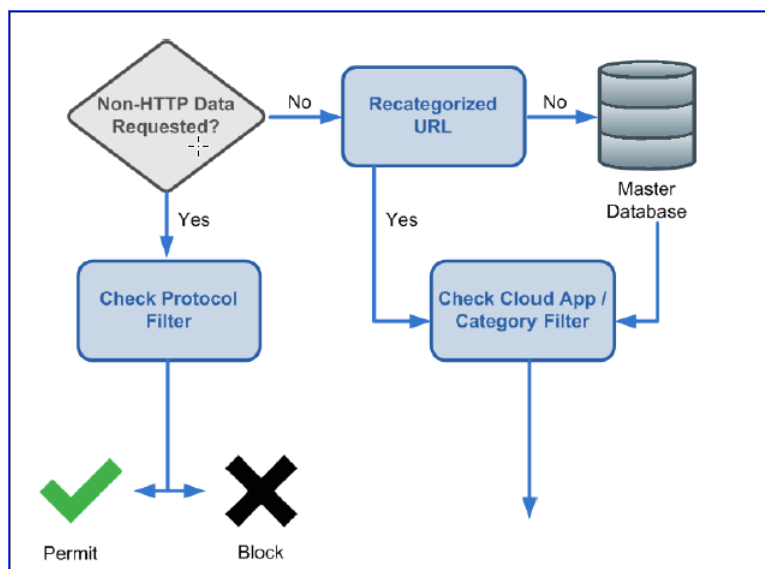 Non-HTTP Data
Requested?
No
Recategorized
URL
No
Master
Database
Yes
Yes
Check Protocol
Filter
Check Cloud App /
Category Filter
Permit
Block